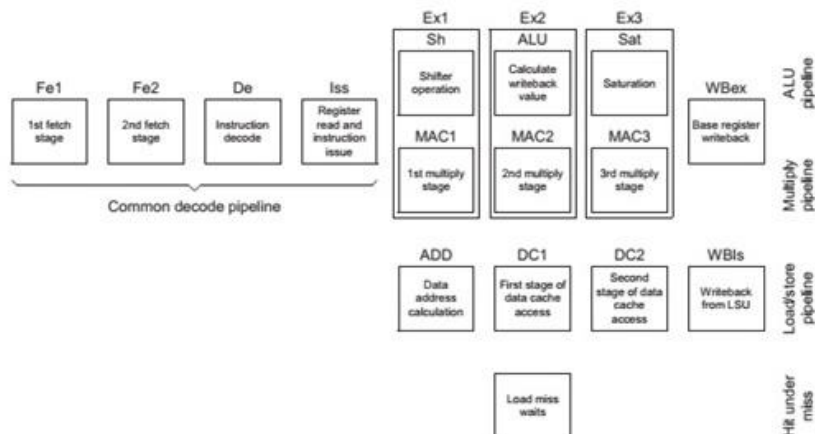 Ex1
Ex2
Ex3
Sh
ALU
Sat
Fe1
Fe2
De
Iss
Shifter
operation
Calculate
writeback
value
Saturation
WBex
ALU
pipeline
1st fetch
stage
2nd fetch
stage
Instruction
decode
Register
read and
instruction
issue
MAC1
MAC2
MAC3
Base register
writeback
1st multiply
stage
2nd multiply
stage
3rd multiply
stage
Multiply
pipeline
Common decode pipeline
ADD
DC1
DC2
WBls
Data
address
calculation
First stage of
data cache
access
Second
stage of data
cache
access
Writeback
from LSU
Load/store
pipeline
Load miss
waits
Hit under
miss